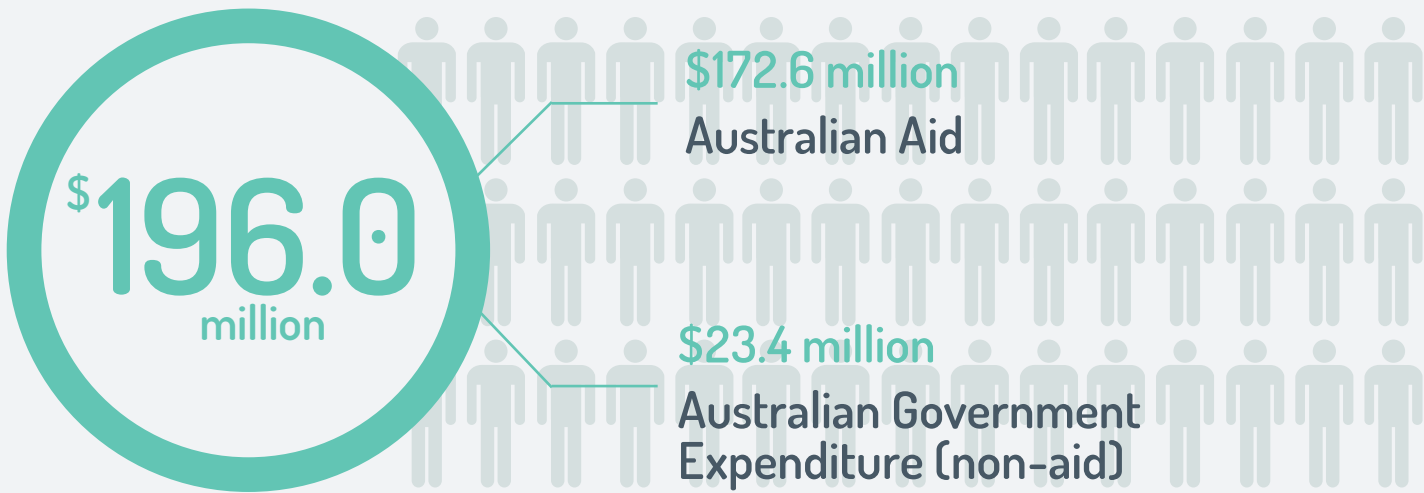 $196.0
million
$172.6 million
Australian Aid
$23.4 million
Australian Government
Expenditure (non-aid)